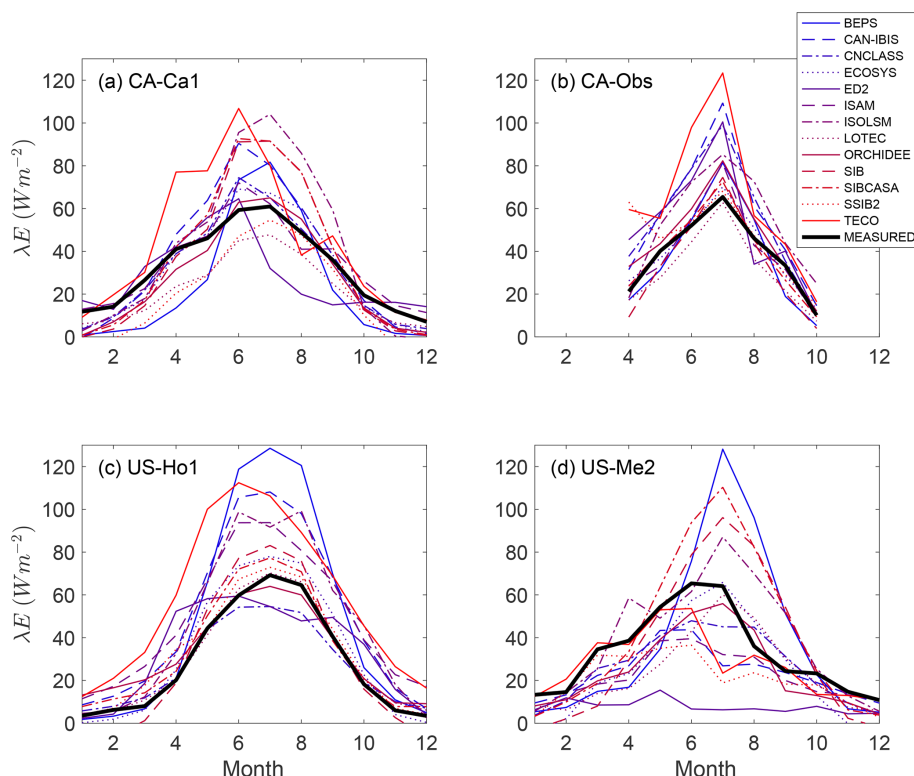 (a) CA-Ca1
λE (Wm⁻²)
120
100
80
60
40
20
0
2 4 6 8 10 12
(b) CA-Obs
120
100
80
60
40
20
0
2 4 6 8 10 12
Month
BEPS
CAN-IBIS
CNCLASS
ECOSYS
ED2
ISAM
ISOLSM
LOTEC
ORCHIDEE
SIB
SIBCASA
SSIB2
TECO
MEASURED
(c) US-Ho1
λE (Wm⁻²)
120
100
80
60
40
20
0
2 4 6 8 10 12
Month
(d) US-Me2
120
100
80
60
40
20
0
2 4 6 8 10 12